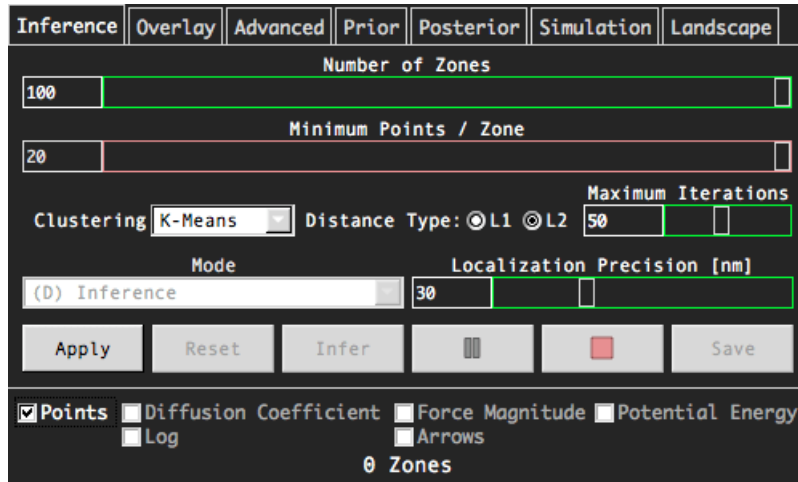 Inference Overlay Advanced Prior Posterior Simulation Landscape
Number of Zones
100
Minimum Points / Zone
20
Maximum Iterations
Clustering K-Means Distance Type: L1 L2 50
Mode Localization Precision [nm]
(D) Inference 30
Apply Reset Infer Save
Points Diffusion Coefficient Force Magnitude Potential Energy
Log Arrows
0 Zones